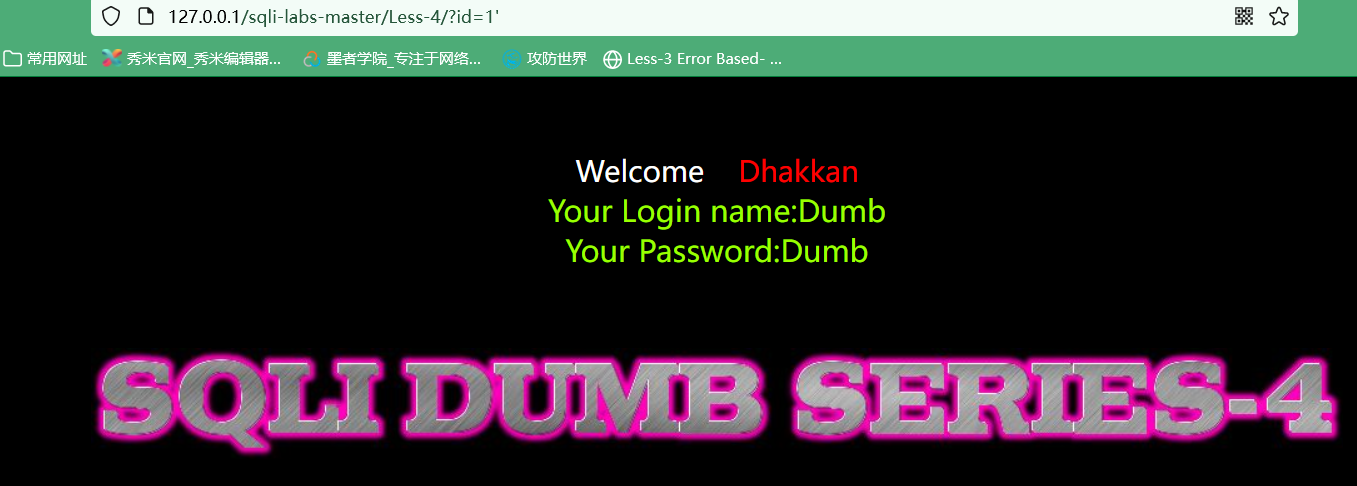 127.0.0.1/sqli-labs-master/Less-4/?id=1'
常用网址 秀米官网_秀米编辑器... 墨者学院_专注于网络... 攻防世界 Less-3 Error Based- ...
Welcome Dhakkan
Your Login name:Dumb
Your Password:Dumb
SQLI DUMB SERIES-4